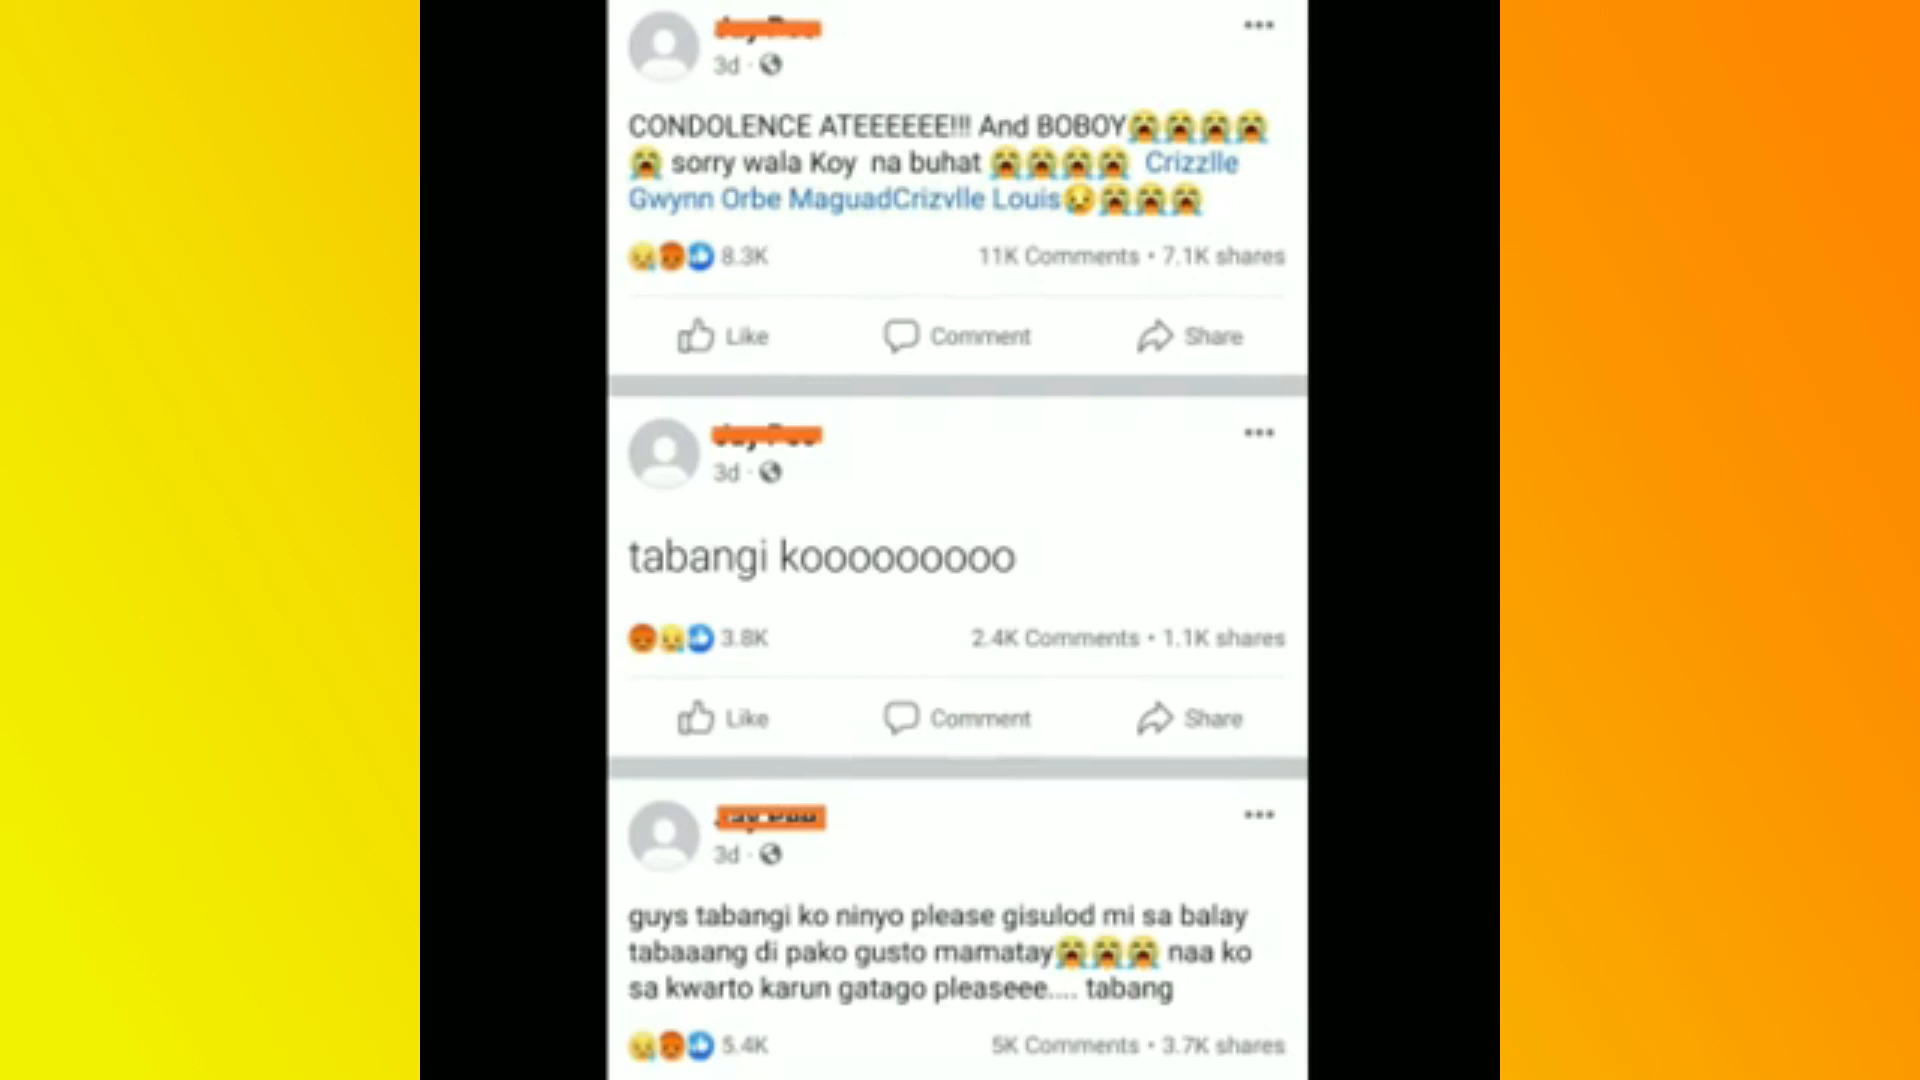 3d
CONDOLENCE ATEEEEEE!!! And BOBOY😭😭😭😭
😭 sorry wala Koy na buhat 😭😭😭😭 Crizzlle
Gwynn Orbe MaguadCrizvlle Louis😢😭😭😭
8.3K 11K Comments • 7.1K shares
Like Comment Share
3d
tabangi kooooooooo
3.8K 2.4K Comments • 1.1K shares
Like Comment Share
3d
guys tabangi ko ninyo please gisulod mi sa balay
tabaaang di pako gusto mamatay😭😭😭 naa ko
sa kwarto karun gatago pleaseee.... tabang
5.4K 5K Comments • 3.7K shares